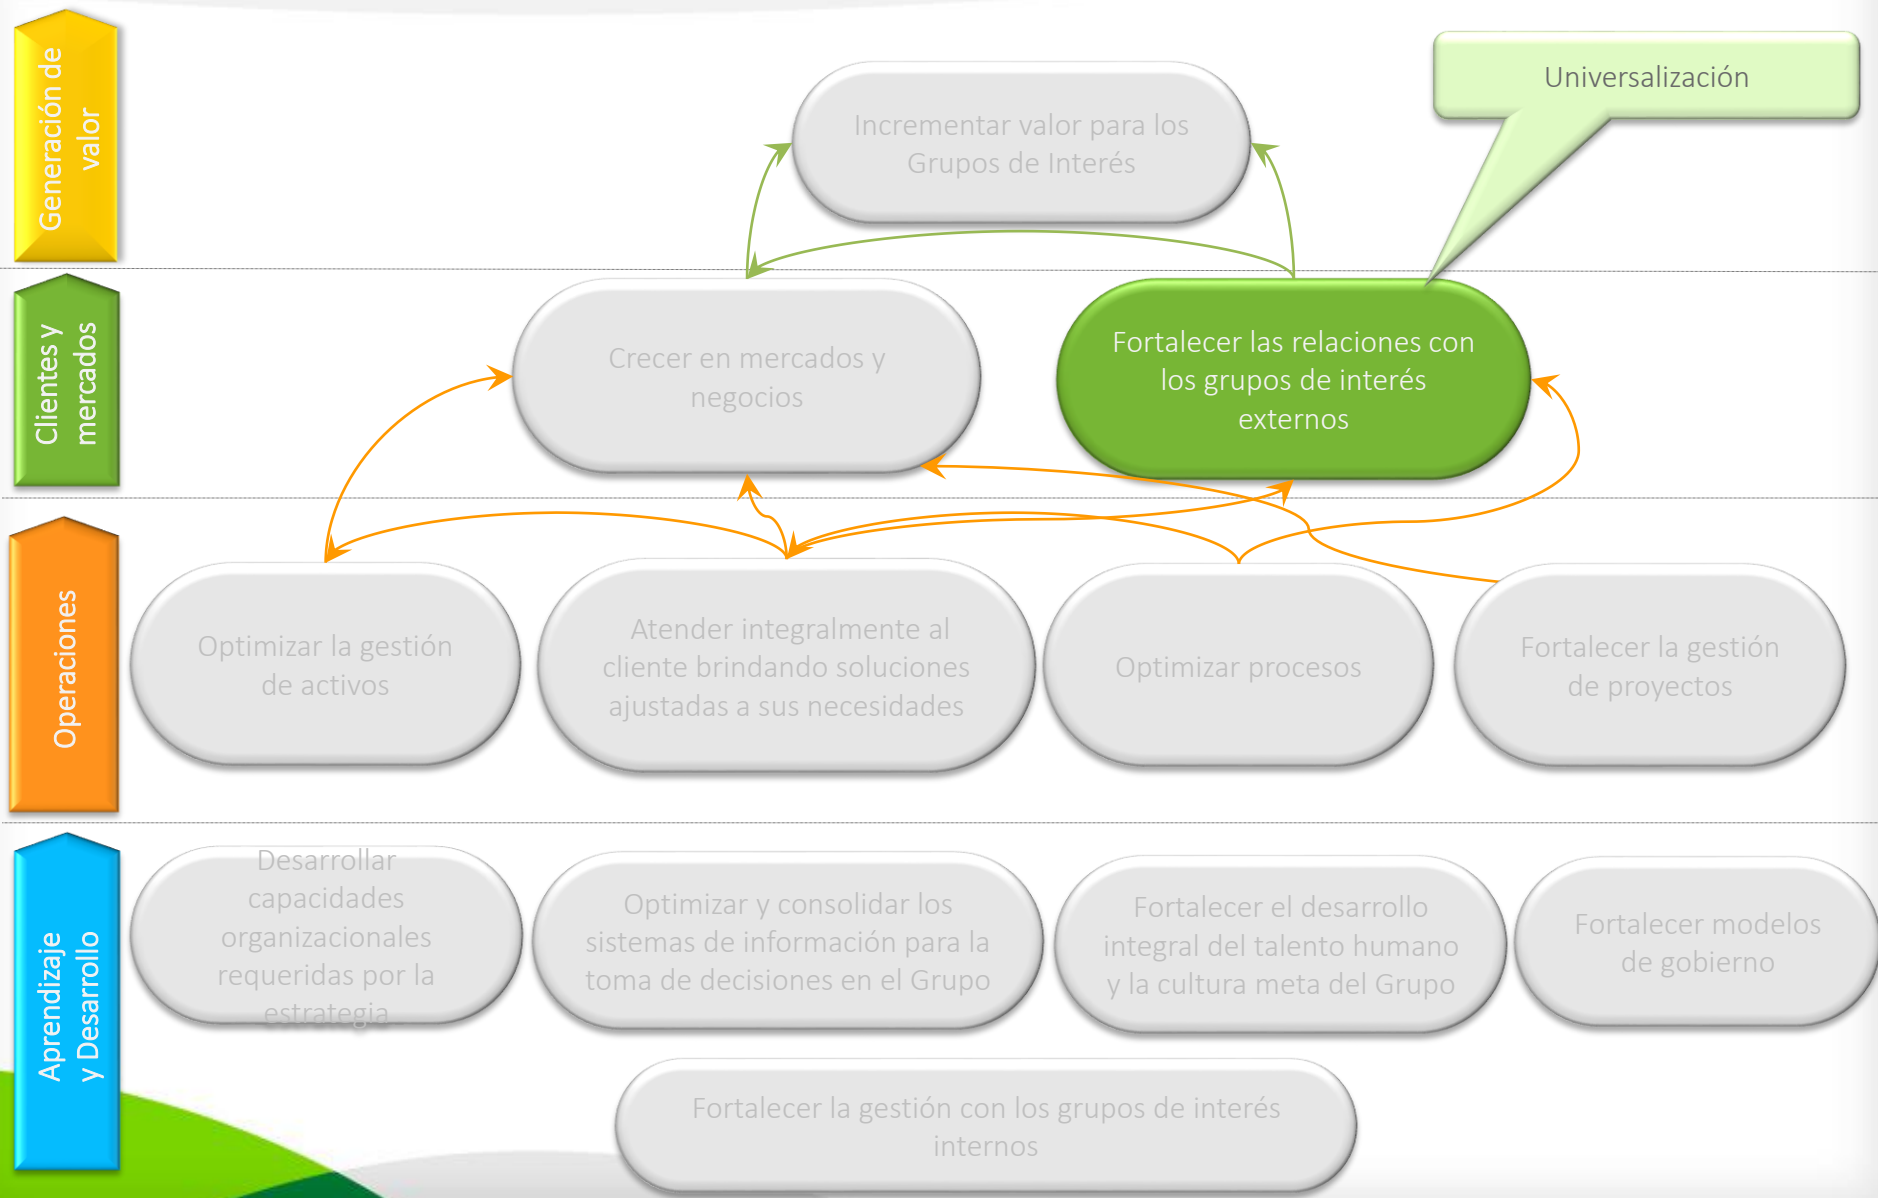 Generación de
valor
Incrementar valor para los
Grupos de Interés
Universalización
Clientes y
mercados
Crecer en mercados y
negocios
Fortalecer las relaciones con
los grupos de interés
externos
Operaciones
Optimizar la gestión
de activos
Atender integralmente al
cliente brindando soluciones
ajustadas a sus necesidades
Optimizar procesos
Fortalecer la gestión
de proyectos
Aprendizaje
y Desarrollo
Desarrollar
capacidades
organizacionales
requeridas por la
estrategia
Optimizar y consolidar los
sistemas de información para la
toma de decisiones en el Grupo
Fortalecer el desarrollo
integral del talento humano
y la cultura meta del Grupo
Fortalecer modelos
de gobierno
Fortalecer la gestión con los grupos de interés
internos